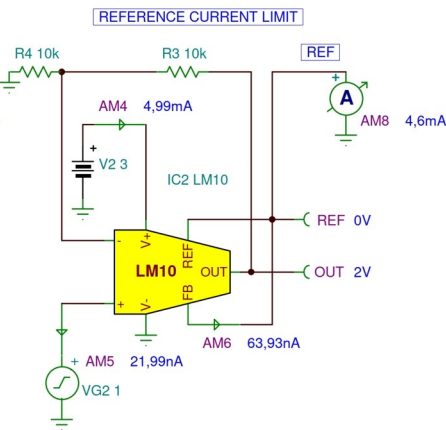 REFERENCE CURRENT LIMIT
R4 10k
R3 10k
REF
+
A
AM8 4,6mA
AM4 4,99mA
+
V2 3
IC2 LM10
- V+ REF
LM10 OUT
+ V- FB
REF 0V
OUT 2V
AM6 63,93nA
+ AM5 21,99nA
VG2 1